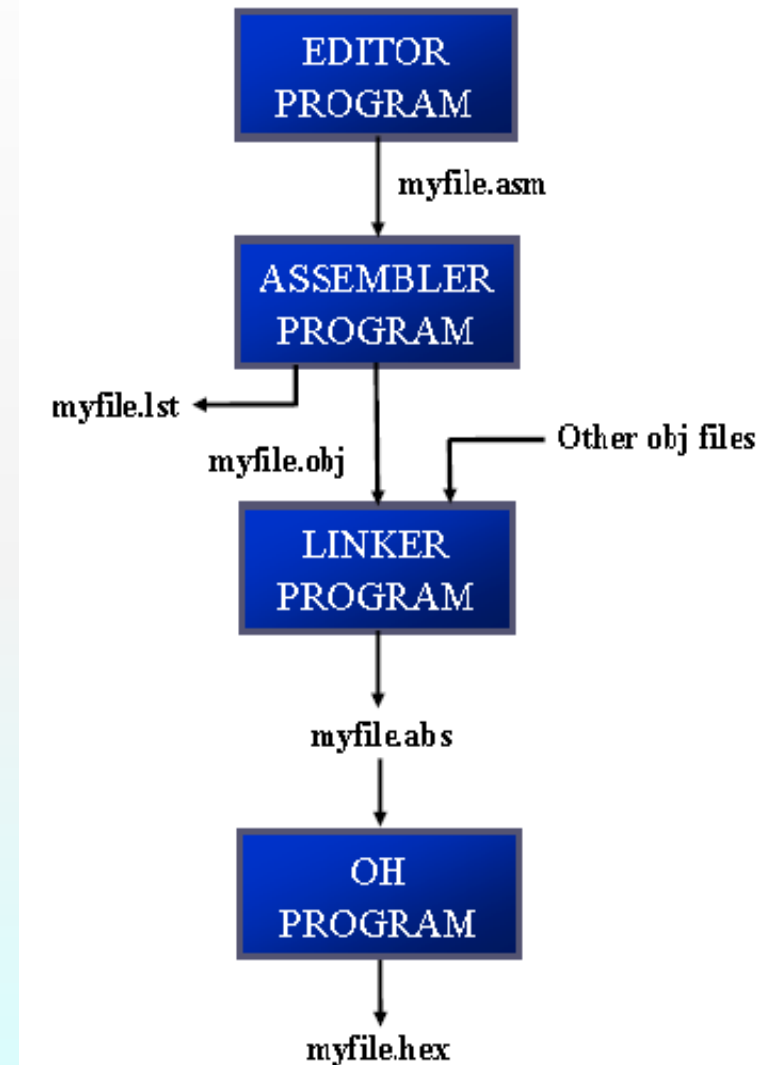 EDITOR
PROGRAM
myfile.asm
ASSEMBLER
PROGRAM
myfile.lst
myfile.obj
Other obj files
LINKER
PROGRAM
myfile.abs
OH
PROGRAM
myfile.hex